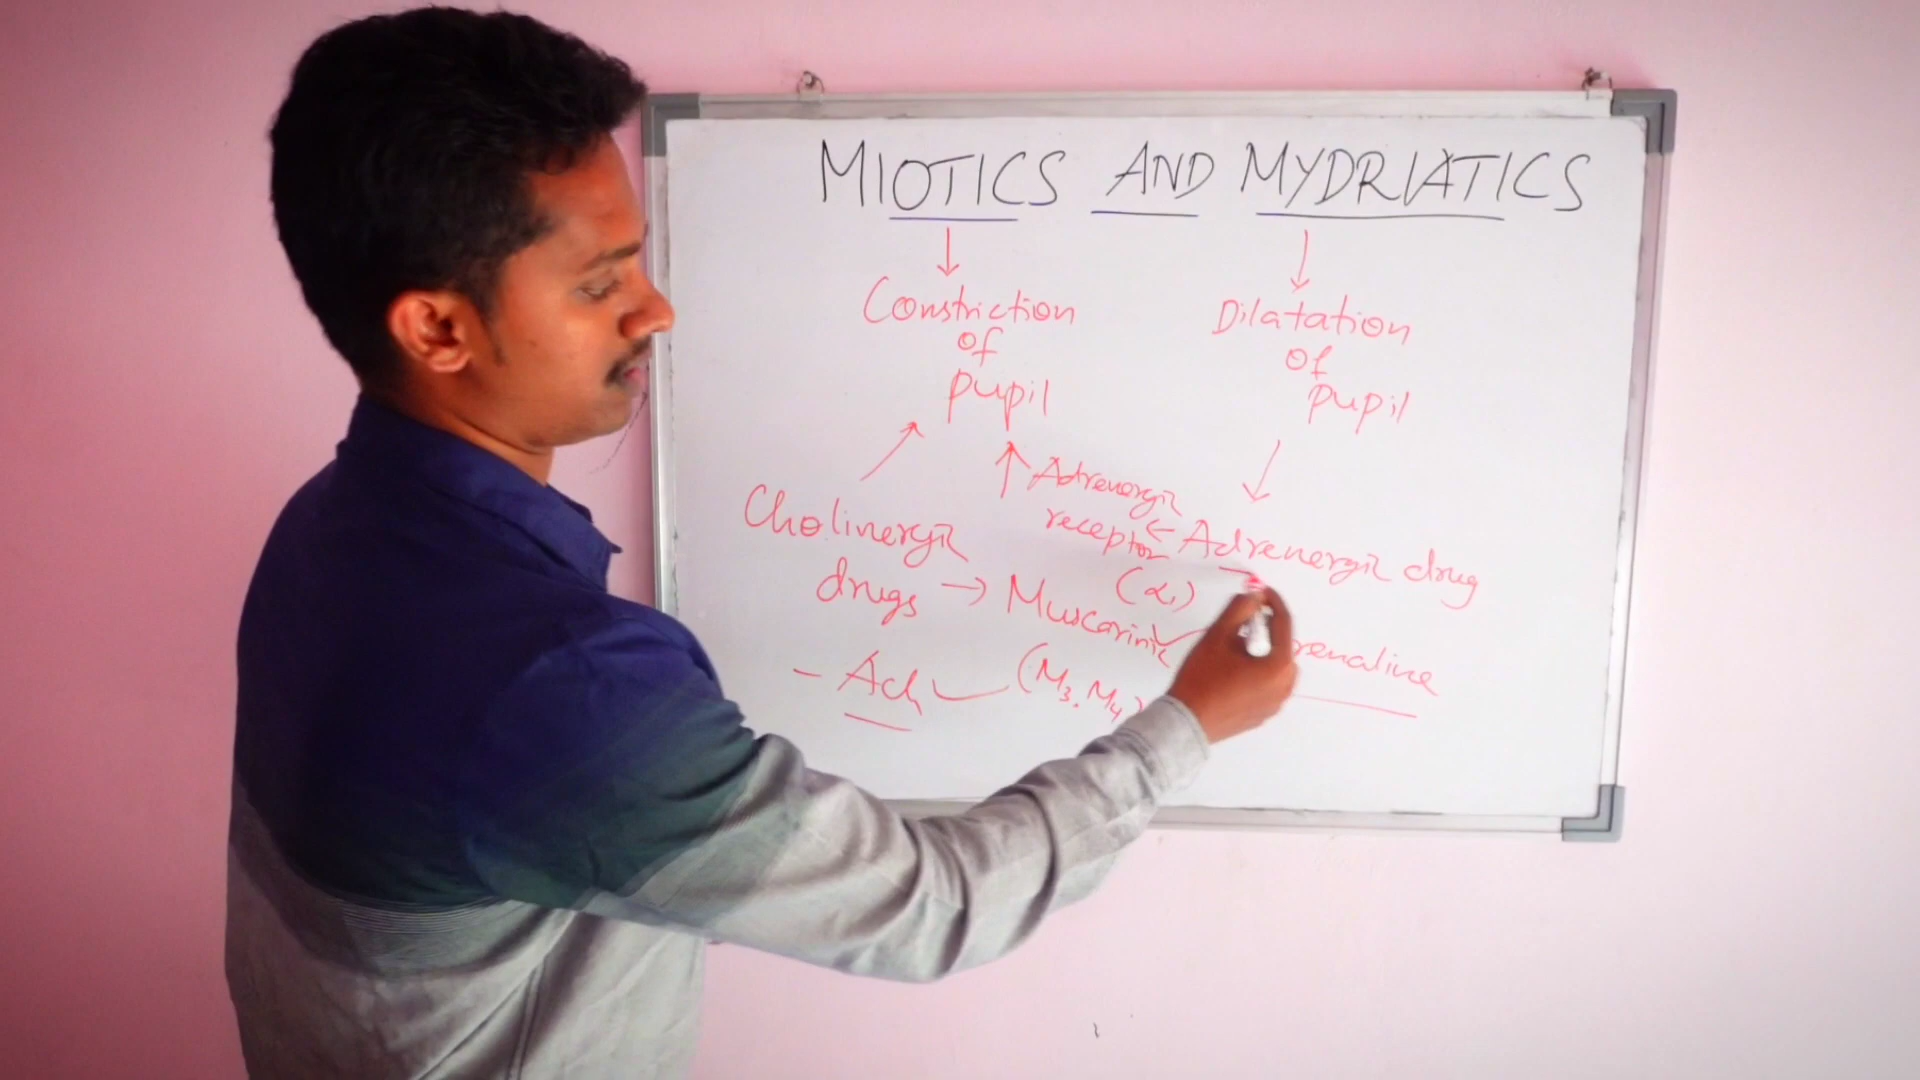 MIOTICS AND MYDRIATICS
Constriction
of
pupil
Dilatation
of
pupil
Cholinergic
drugs → Muscarinic
- Ach
(M3, M4)
Adrenergic
receptor
(α1)
← Adrenergic drug
renaline